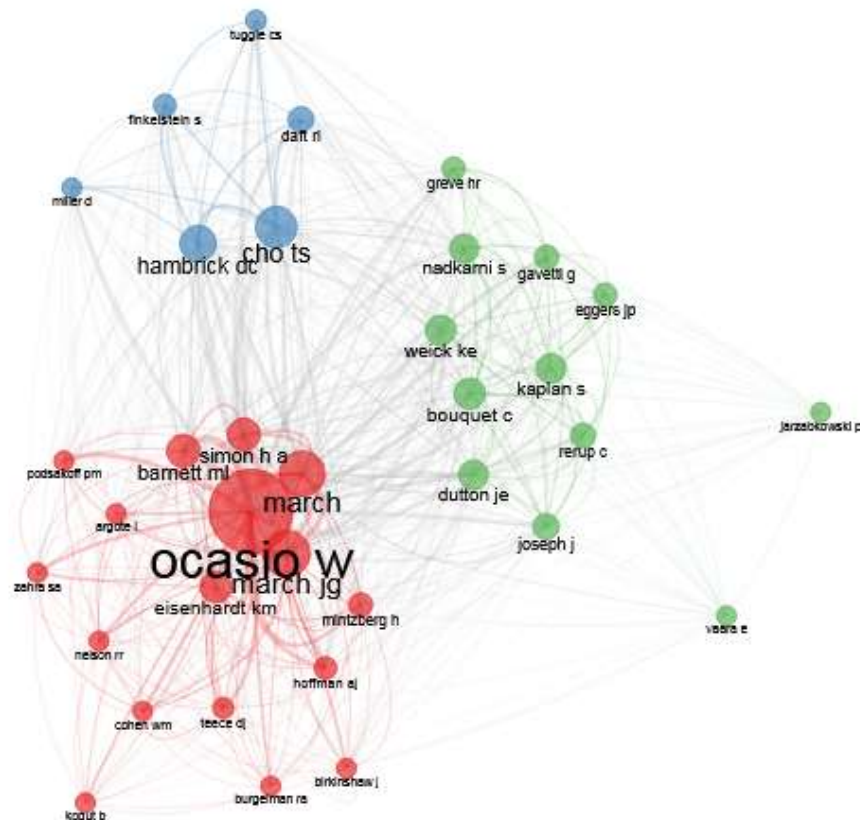 tuggle cs
finkelstein s
daft rl
miller d
greve hr
hambrick dc
cho ts
nadkarni s
gavetti g
eggers jp
weick ke
kaplan s
bouquet c
jarzabkowski p
rerup c
simon h a
podsakoff pm
barnett ml
dutton je
march
argote l
joseph j
ocasio w
zahra sa
march jg
eisenhardt km
mintzberg h
vaara e
nelson rr
hoffman aj
cohen wm
teece dj
birkinshaw j
burgelman ra
kogut b